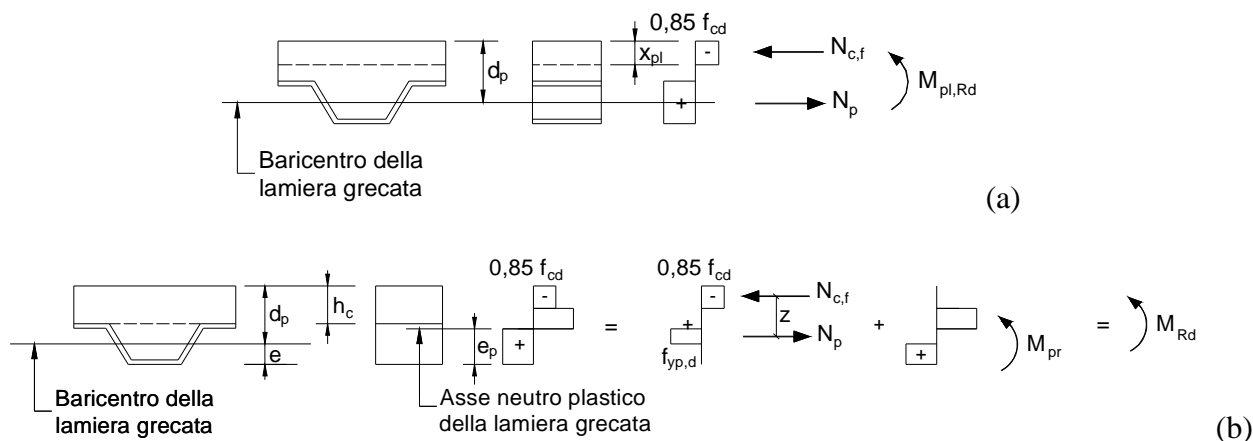 0,85 f_cd
x_pl
d_p
-
+
N_c,f
N_p
M_pl,Rd
Baricentro della
lamiera grecata
(a)
0,85 f_cd
0,85 f_cd
h_c
d_p
e
e_p
-
+
=
-
+
f_yp,d
z
N_c,f
N_p
+
+
M_pr
=
M_Rd
Baricentro della
lamiera grecata
Asse neutro plastico
della lamiera grecata
(b)